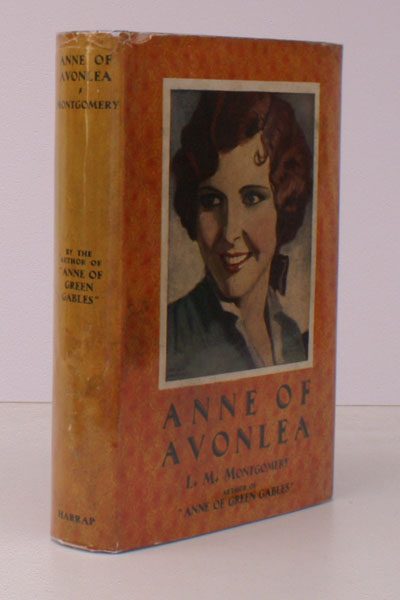 ANNE OF
AVONLEA
MONTGOMERY
BY THE
AUTHOR OF
"ANNE OF
GREEN
GABLES"
HARRAP
ANNE OF
AVONLEA
L. M. MONTGOMERY
AUTHOR OF
"ANNE OF GREEN GABLES"